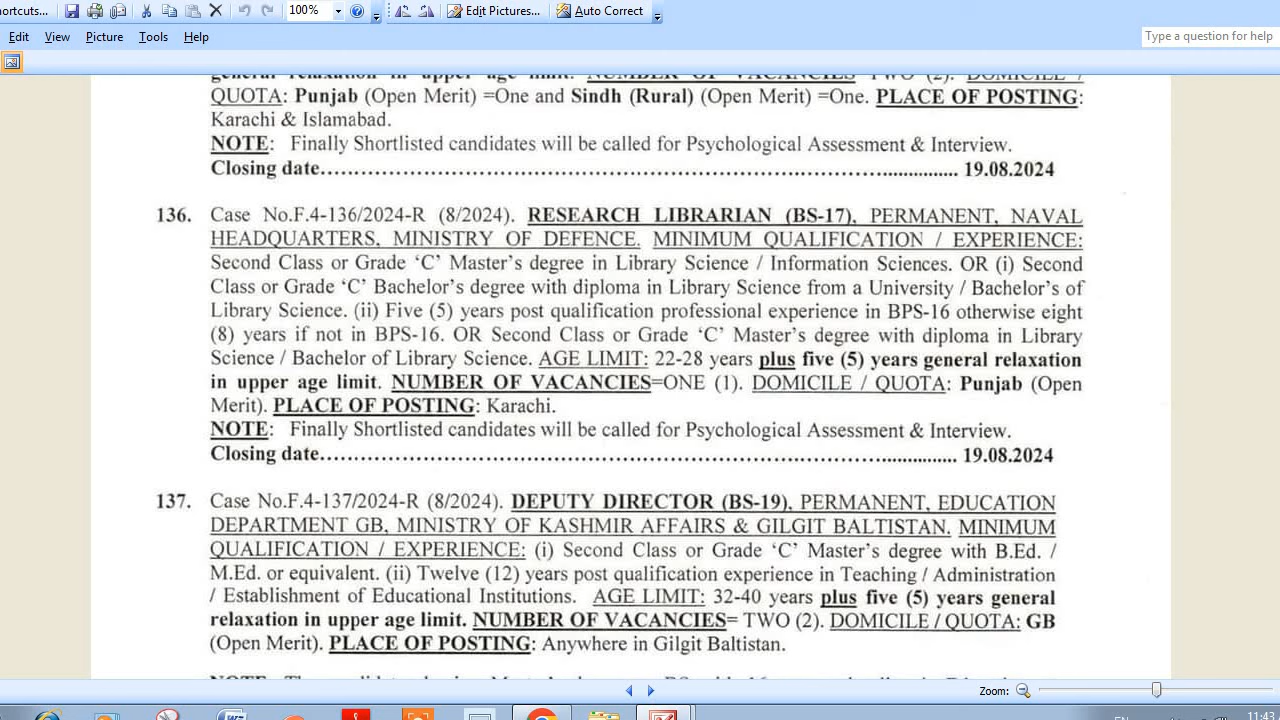 ortcuts... 100% Edit Pictures... Auto Correct
Edit View Picture Tools Help Type a question for help
general relaxation in upper age limit. NUMBER OF VACANCIES TWO (2). DOMICILE /
QUOTA: Punjab (Open Merit) =One and Sindh (Rural) (Open Merit) =One. PLACE OF POSTING:
Karachi & Islamabad.
NOTE: Finally Shortlisted candidates will be called for Psychological Assessment & Interview.
Closing date................................................................................................ 19.08.2024
136. Case No.F.4-136/2024-R (8/2024). RESEARCH LIBRARIAN (BS-17), PERMANENT, NAVAL
HEADQUARTERS, MINISTRY OF DEFENCE. MINIMUM QUALIFICATION / EXPERIENCE:
Second Class or Grade ‘C’ Master’s degree in Library Science / Information Sciences. OR (i) Second
Class or Grade ‘C’ Bachelor’s degree with diploma in Library Science from a University / Bachelor’s of
Library Science. (ii) Five (5) years post qualification professional experience in BPS-16 otherwise eight
(8) years if not in BPS-16. OR Second Class or Grade ‘C’ Master’s degree with diploma in Library
Science / Bachelor of Library Science. AGE LIMIT: 22-28 years plus five (5) years general relaxation
in upper age limit. NUMBER OF VACANCIES=ONE (1). DOMICILE / QUOTA: Punjab (Open
Merit). PLACE OF POSTING: Karachi.
NOTE: Finally Shortlisted candidates will be called for Psychological Assessment & Interview.
Closing date................................................................................................ 19.08.2024
137. Case No.F.4-137/2024-R (8/2024). DEPUTY DIRECTOR (BS-19), PERMANENT, EDUCATION
DEPARTMENT GB, MINISTRY OF KASHMIR AFFAIRS & GILGIT BALTISTAN. MINIMUM
QUALIFICATION / EXPERIENCE: (i) Second Class or Grade ‘C’ Master’s degree with B.Ed. /
M.Ed. or equivalent. (ii) Twelve (12) years post qualification experience in Teaching / Administration
/ Establishment of Educational Institutions. AGE LIMIT: 32-40 years plus five (5) years general
relaxation in upper age limit. NUMBER OF VACANCIES= TWO (2). DOMICILE / QUOTA: GB
(Open Merit). PLACE OF POSTING: Anywhere in Gilgit Baltistan.
Zoom:
EN 11:43